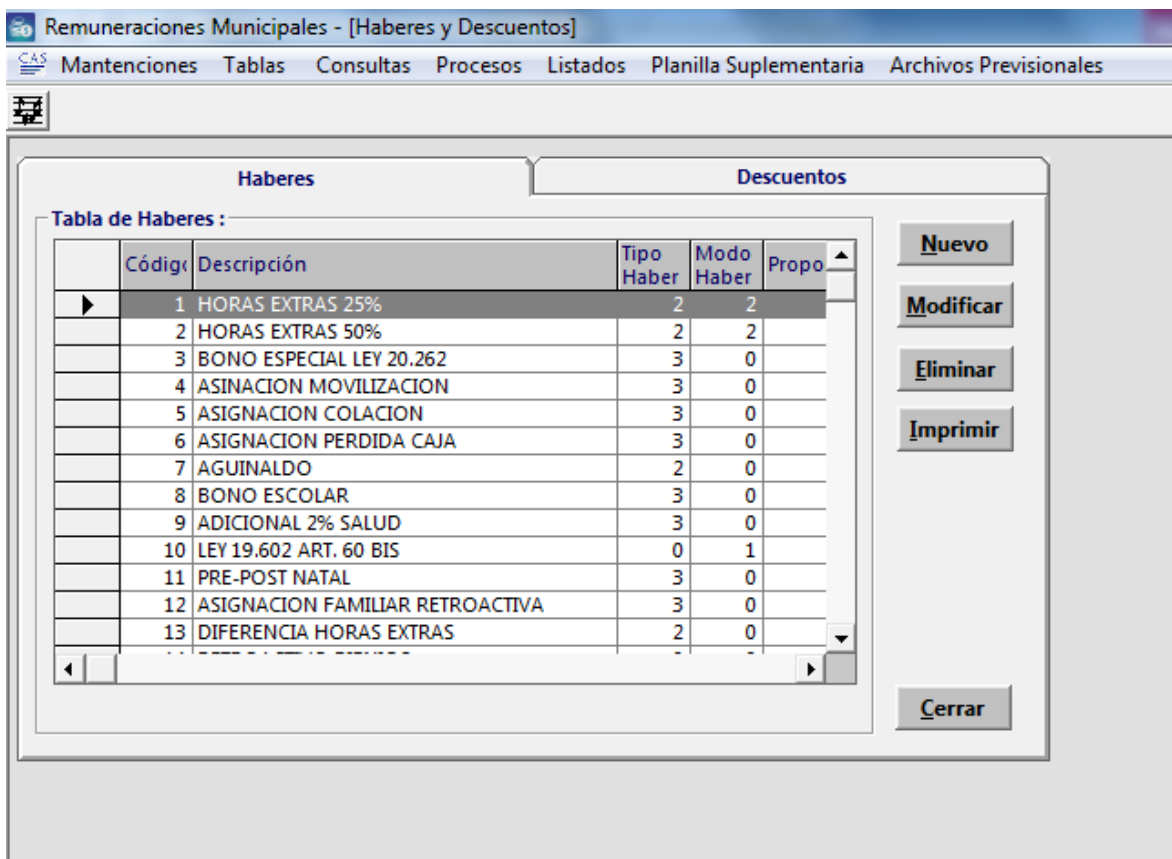 Remuneraciones Municipales - [Haberes y Descuentos]
CAS Mantenciones Tablas Consultas Procesos Listados Planilla Suplementaria Archivos Previsionales
Haberes Descuentos
Tabla de Haberes :
Código Descripción Tipo Haber Modo Haber Propo
1 HORAS EXTRAS 25% 2 2
2 HORAS EXTRAS 50% 2 2
3 BONO ESPECIAL LEY 20.262 3 0
4 ASINACION MOVILIZACION 3 0
5 ASIGNACION COLACION 3 0
6 ASIGNACION PERDIDA CAJA 3 0
7 AGUINALDO 2 0
8 BONO ESCOLAR 3 0
9 ADICIONAL 2% SALUD 3 0
10 LEY 19.602 ART. 60 BIS 0 1
11 PRE-POST NATAL 3 0
12 ASIGNACION FAMILIAR RETROACTIVA 3 0
13 DIFERENCIA HORAS EXTRAS 2 0
Nuevo
Modificar
Eliminar
Imprimir
Cerrar